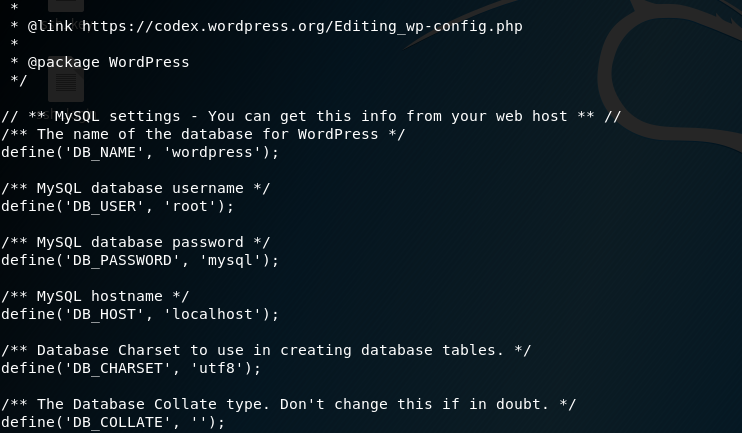 *
* @link https://codex.wordpress.org/Editing_wp-config.php
*
* @package WordPress
*/
// ** MySQL settings - You can get this info from your web host ** //
/** The name of the database for WordPress */
define('DB_NAME', 'wordpress');
/** MySQL database username */
define('DB_USER', 'root');
/** MySQL database password */
define('DB_PASSWORD', 'mysql');
/** MySQL hostname */
define('DB_HOST', 'localhost');
/** Database Charset to use in creating database tables. */
define('DB_CHARSET', 'utf8');
/** The Database Collate type. Don't change this if in doubt. */
define('DB_COLLATE', '');